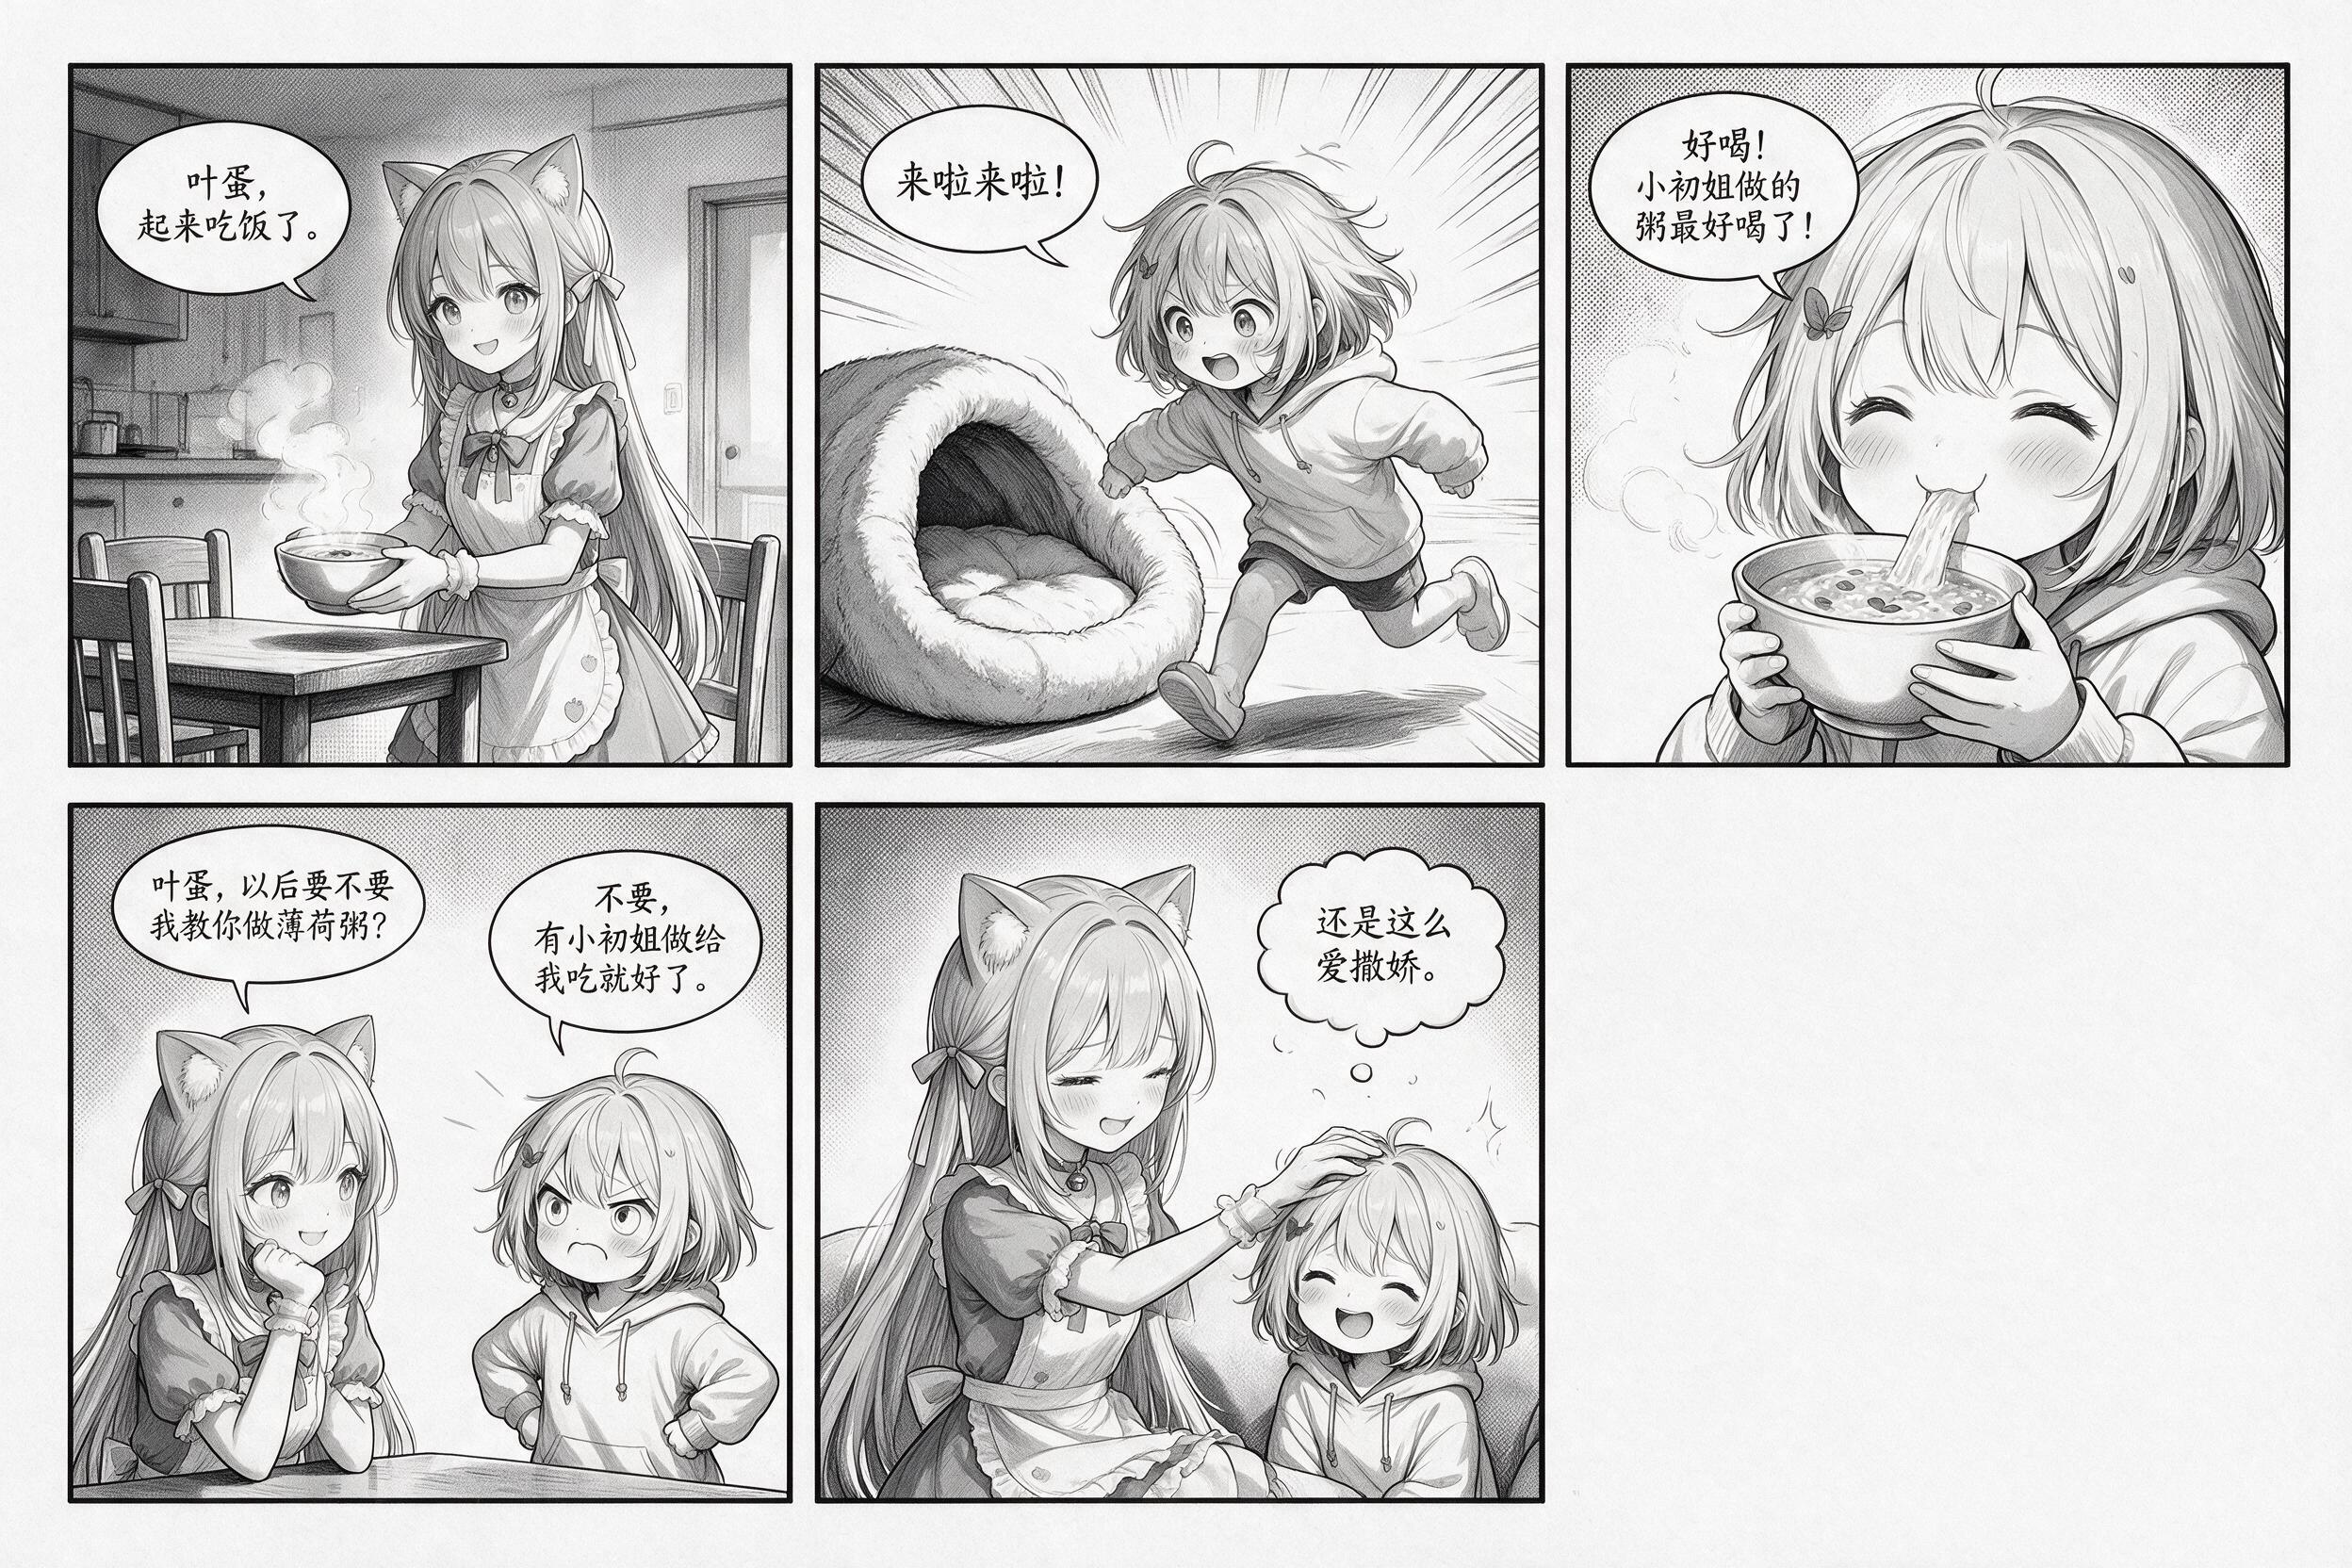 叶蛋，
起来吃饭了。
来啦来啦！
好喝！
小初姐做的
粥最好喝了！
叶蛋，以后要不要
我教你做薄荷粥？
不要，
有小初姐做给
我吃就好了。
还是这么
爱撒娇。